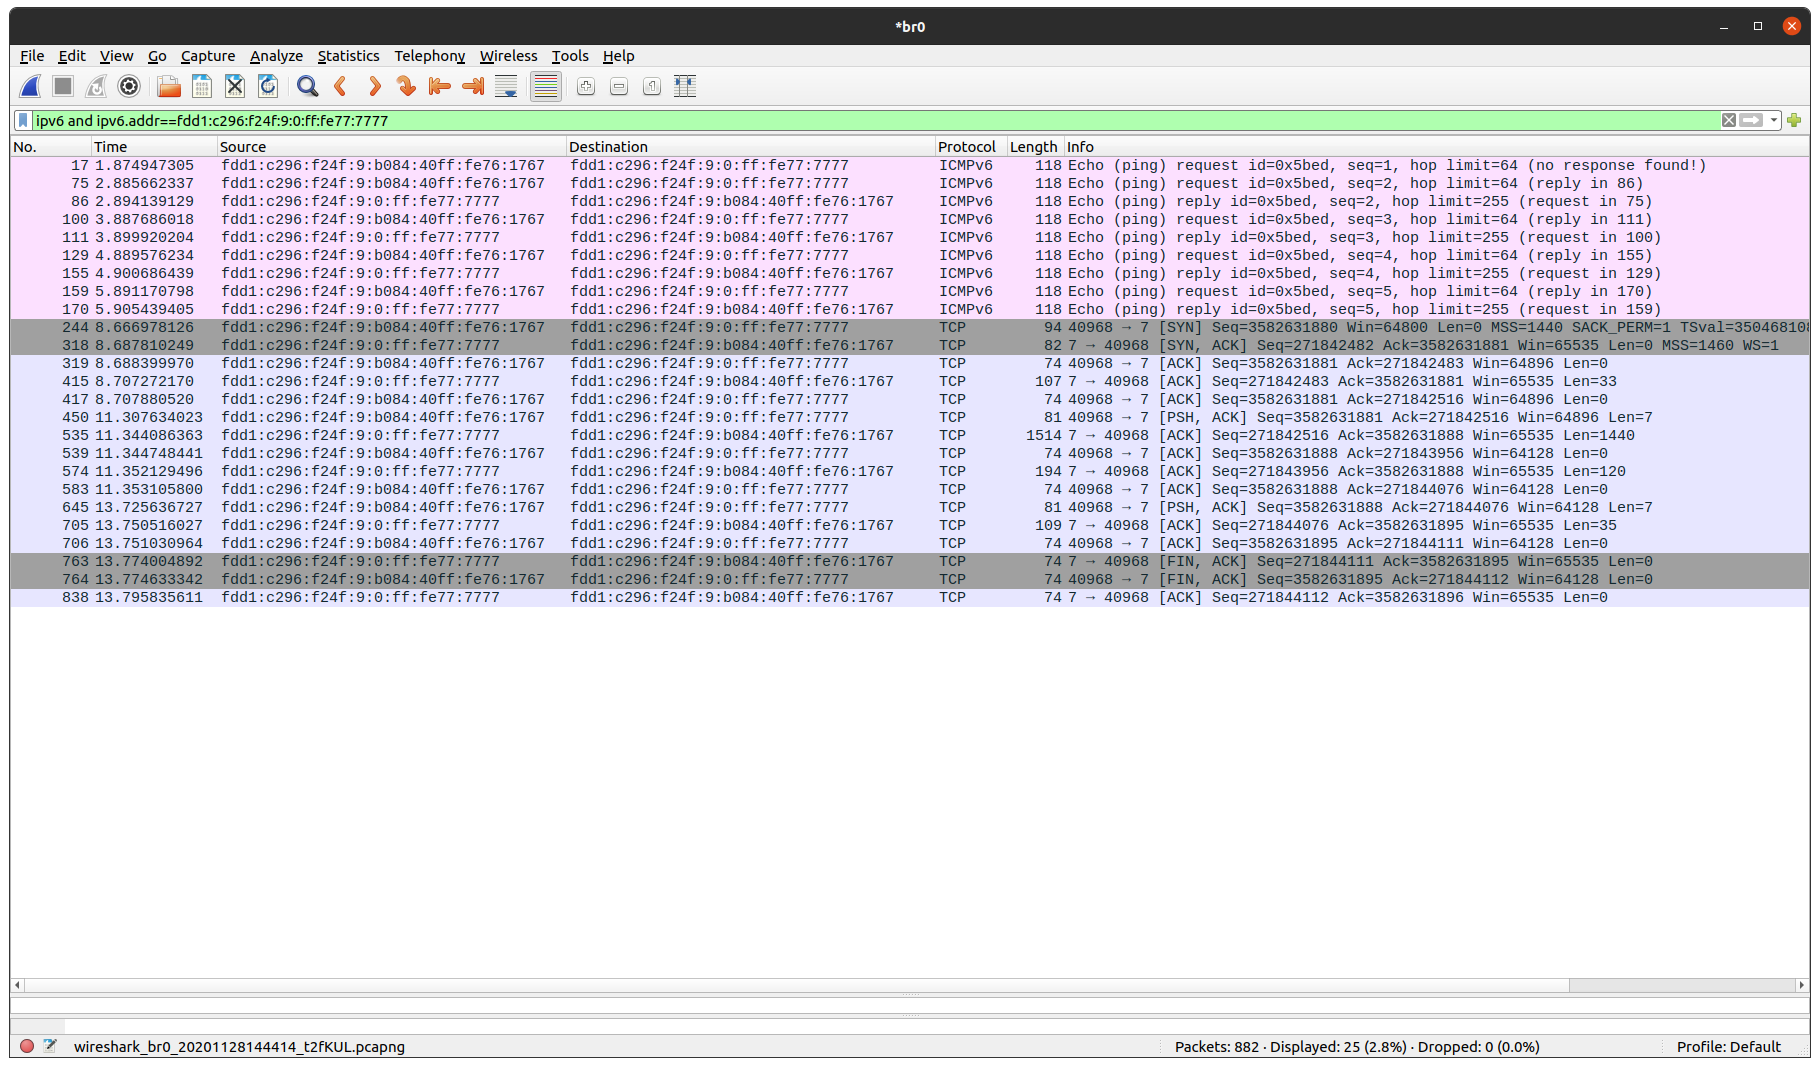 *br0
File Edit View Go Capture Analyze Statistics Telephony Wireless Tools Help
ipv6 and ipv6.addr==fdd1:c296:f24f:9:0:ff:fe77:7777
No. Time Source Destination Protocol Length Info
17 1.874947305 fdd1:c296:f24f:9:b084:40ff:fe76:1767 fdd1:c296:f24f:9:0:ff:fe77:7777 ICMPv6 118 Echo (ping) request id=0x5bed, seq=1, hop limit=64 (no response found!)
75 2.885662337 fdd1:c296:f24f:9:b084:40ff:fe76:1767 fdd1:c296:f24f:9:0:ff:fe77:7777 ICMPv6 118 Echo (ping) request id=0x5bed, seq=2, hop limit=64 (reply in 86)
86 2.894139129 fdd1:c296:f24f:9:0:ff:fe77:7777 fdd1:c296:f24f:9:b084:40ff:fe76:1767 ICMPv6 118 Echo (ping) reply id=0x5bed, seq=2, hop limit=255 (request in 75)
100 3.887686018 fdd1:c296:f24f:9:b084:40ff:fe76:1767 fdd1:c296:f24f:9:0:ff:fe77:7777 ICMPv6 118 Echo (ping) request id=0x5bed, seq=3, hop limit=64 (reply in 111)
111 3.899920204 fdd1:c296:f24f:9:0:ff:fe77:7777 fdd1:c296:f24f:9:b084:40ff:fe76:1767 ICMPv6 118 Echo (ping) reply id=0x5bed, seq=3, hop limit=255 (request in 100)
129 4.889576234 fdd1:c296:f24f:9:b084:40ff:fe76:1767 fdd1:c296:f24f:9:0:ff:fe77:7777 ICMPv6 118 Echo (ping) request id=0x5bed, seq=4, hop limit=64 (reply in 155)
155 4.900686439 fdd1:c296:f24f:9:0:ff:fe77:7777 fdd1:c296:f24f:9:b084:40ff:fe76:1767 ICMPv6 118 Echo (ping) reply id=0x5bed, seq=4, hop limit=255 (request in 129)
159 5.891170798 fdd1:c296:f24f:9:b084:40ff:fe76:1767 fdd1:c296:f24f:9:0:ff:fe77:7777 ICMPv6 118 Echo (ping) request id=0x5bed, seq=5, hop limit=64 (reply in 170)
170 5.905439405 fdd1:c296:f24f:9:0:ff:fe77:7777 fdd1:c296:f24f:9:b084:40ff:fe76:1767 ICMPv6 118 Echo (ping) reply id=0x5bed, seq=5, hop limit=255 (request in 159)
244 8.666978126 fdd1:c296:f24f:9:b084:40ff:fe76:1767 fdd1:c296:f24f:9:0:ff:fe77:7777 TCP 94 40968 → 7 [SYN] Seq=3582631880 Win=64800 Len=0 MSS=1440 SACK_PERM=1 TSval=350468108
318 8.687810249 fdd1:c296:f24f:9:0:ff:fe77:7777 fdd1:c296:f24f:9:b084:40ff:fe76:1767 TCP 82 7 → 40968 [SYN, ACK] Seq=271842482 Ack=3582631881 Win=65535 Len=0 MSS=1460 WS=1
319 8.688399970 fdd1:c296:f24f:9:b084:40ff:fe76:1767 fdd1:c296:f24f:9:0:ff:fe77:7777 TCP 74 40968 → 7 [ACK] Seq=3582631881 Ack=271842483 Win=64896 Len=0
415 8.707272170 fdd1:c296:f24f:9:0:ff:fe77:7777 fdd1:c296:f24f:9:b084:40ff:fe76:1767 TCP 107 7 → 40968 [ACK] Seq=271842483 Ack=3582631881 Win=65535 Len=33
417 8.707880520 fdd1:c296:f24f:9:b084:40ff:fe76:1767 fdd1:c296:f24f:9:0:ff:fe77:7777 TCP 74 40968 → 7 [ACK] Seq=3582631881 Ack=271842516 Win=64896 Len=0
450 11.307634023 fdd1:c296:f24f:9:b084:40ff:fe76:1767 fdd1:c296:f24f:9:0:ff:fe77:7777 TCP 81 40968 → 7 [PSH, ACK] Seq=3582631881 Ack=271842516 Win=64896 Len=7
535 11.344086363 fdd1:c296:f24f:9:0:ff:fe77:7777 fdd1:c296:f24f:9:b084:40ff:fe76:1767 TCP 1514 7 → 40968 [ACK] Seq=271842516 Ack=3582631888 Win=65535 Len=1440
539 11.344748441 fdd1:c296:f24f:9:b084:40ff:fe76:1767 fdd1:c296:f24f:9:0:ff:fe77:7777 TCP 74 40968 → 7 [ACK] Seq=3582631888 Ack=271843956 Win=64128 Len=0
574 11.352129496 fdd1:c296:f24f:9:0:ff:fe77:7777 fdd1:c296:f24f:9:b084:40ff:fe76:1767 TCP 194 7 → 40968 [ACK] Seq=271843956 Ack=3582631888 Win=65535 Len=120
583 11.353105800 fdd1:c296:f24f:9:b084:40ff:fe76:1767 fdd1:c296:f24f:9:0:ff:fe77:7777 TCP 74 40968 → 7 [ACK] Seq=3582631888 Ack=271844076 Win=64128 Len=0
645 13.725636727 fdd1:c296:f24f:9:b084:40ff:fe76:1767 fdd1:c296:f24f:9:0:ff:fe77:7777 TCP 81 40968 → 7 [PSH, ACK] Seq=3582631888 Ack=271844076 Win=64128 Len=7
705 13.750516027 fdd1:c296:f24f:9:0:ff:fe77:7777 fdd1:c296:f24f:9:b084:40ff:fe76:1767 TCP 109 7 → 40968 [ACK] Seq=271844076 Ack=3582631895 Win=65535 Len=35
706 13.751030964 fdd1:c296:f24f:9:b084:40ff:fe76:1767 fdd1:c296:f24f:9:0:ff:fe77:7777 TCP 74 40968 → 7 [ACK] Seq=3582631895 Ack=271844111 Win=64128 Len=0
763 13.774004892 fdd1:c296:f24f:9:0:ff:fe77:7777 fdd1:c296:f24f:9:b084:40ff:fe76:1767 TCP 74 7 → 40968 [FIN, ACK] Seq=271844111 Ack=3582631895 Win=65535 Len=0
764 13.774633342 fdd1:c296:f24f:9:b084:40ff:fe76:1767 fdd1:c296:f24f:9:0:ff:fe77:7777 TCP 74 40968 → 7 [FIN, ACK] Seq=3582631895 Ack=271844112 Win=64128 Len=0
838 13.795835611 fdd1:c296:f24f:9:0:ff:fe77:7777 fdd1:c296:f24f:9:b084:40ff:fe76:1767 TCP 74 7 → 40968 [ACK] Seq=271844112 Ack=3582631896 Win=65535 Len=0
wireshark_br0_20201128144414_t2fKUL.pcapng Packets: 882 · Displayed: 25 (2.8%) · Dropped: 0 (0.0%) Profile: Default